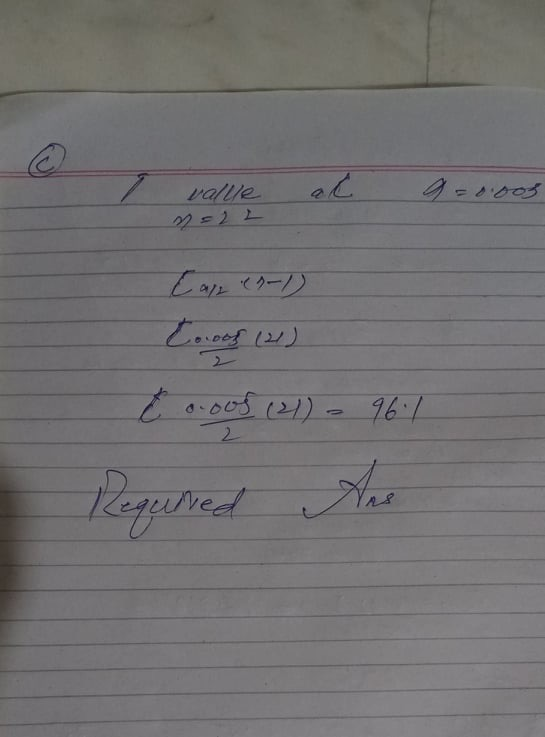 (c)
T value at α = 0.005
n = 22
t α/2 (n-1)
t 0.005/2 (21)
t 0.005/2 (21) = 96.1
Required Ans